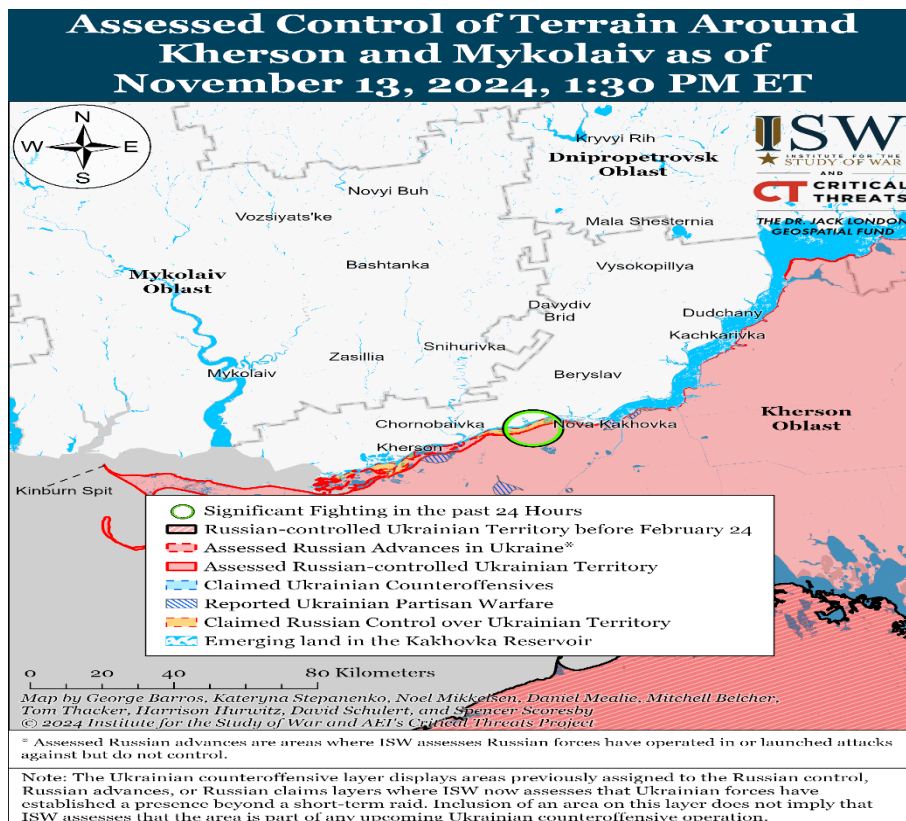 Assessed Control of Terrain Around
Kherson and Mykolaiv as of
November 13, 2024, 1:30 PM ET
N
W
E
S
Kryvyi Rih
Dnipropetrovsk
Oblast
ISW
INSTITUTE FOR THE
STUDY OF WAR
AND
CT CRITICAL
THREATS
THE DR. JACK LONDON
GEOSPATIAL FUND
Novyi Buh
Vozsiyats'ke
Mala Shesternia
Bashtanka
Vysokopillya
Mykolaiv
Oblast
Davydiv
Brid
Dudchany
Kachkarivka
Snihurivka
Zasillia
Mykolaiv
Beryslav
Kherson
Oblast
Chornobaivka
Nova Kakhovka
Kherson
Kinburn Spit
Significant Fighting in the past 24 Hours
Russian-controlled Ukrainian Territory before February 24
Assessed Russian Advances in Ukraine*
Assessed Russian-controlled Ukrainian Territory
Claimed Ukrainian Counteroffensives
Reported Ukrainian Partisan Warfare
Claimed Russian Control over Ukrainian Territory
Emerging land in the Kakhovka Reservoir
0 20 40 80 Kilometers
Map by George Barros, Kateryna Stepanenko, Noel Mikkelsen, Daniel Mealie, Mitchell Belcher,
Tom Thacker, Harrison Hurwitz, David Schulert, and Spencer Scoresby
© 2024 Institute for the Study of War and AEI's Critical Threats Project
* Assessed Russian advances are areas where ISW assesses Russian forces have operated in or launched attacks
against but do not control.
Note: The Ukrainian counteroffensive layer displays areas previously assigned to the Russian control,
Russian advances, or Russian claims layers where ISW now assesses that Ukrainian forces have
established a presence beyond a short-term raid. Inclusion of an area on this layer does not imply that
ISW assesses that the area is part of any upcoming Ukrainian counteroffensive operation.